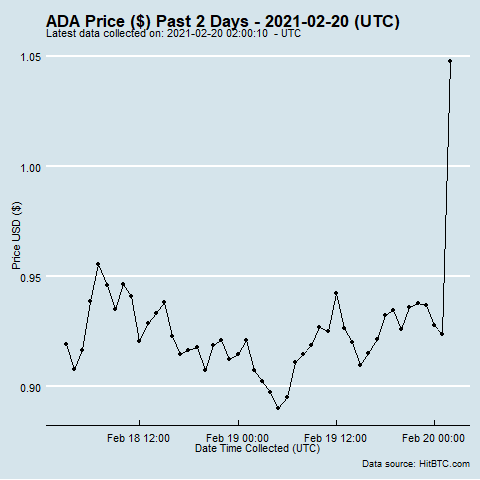 ADA Price ($) Past 2 Days - 2021-02-20 (UTC)
Latest data collected on: 2021-02-20 02:00:10 - UTC
1.05
1.00
0.95
0.90
Price USD ($)
Feb 18 12:00 Feb 19 00:00 Feb 19 12:00 Feb 20 00:00
Date Time Collected (UTC)
Data source: HitBTC.com